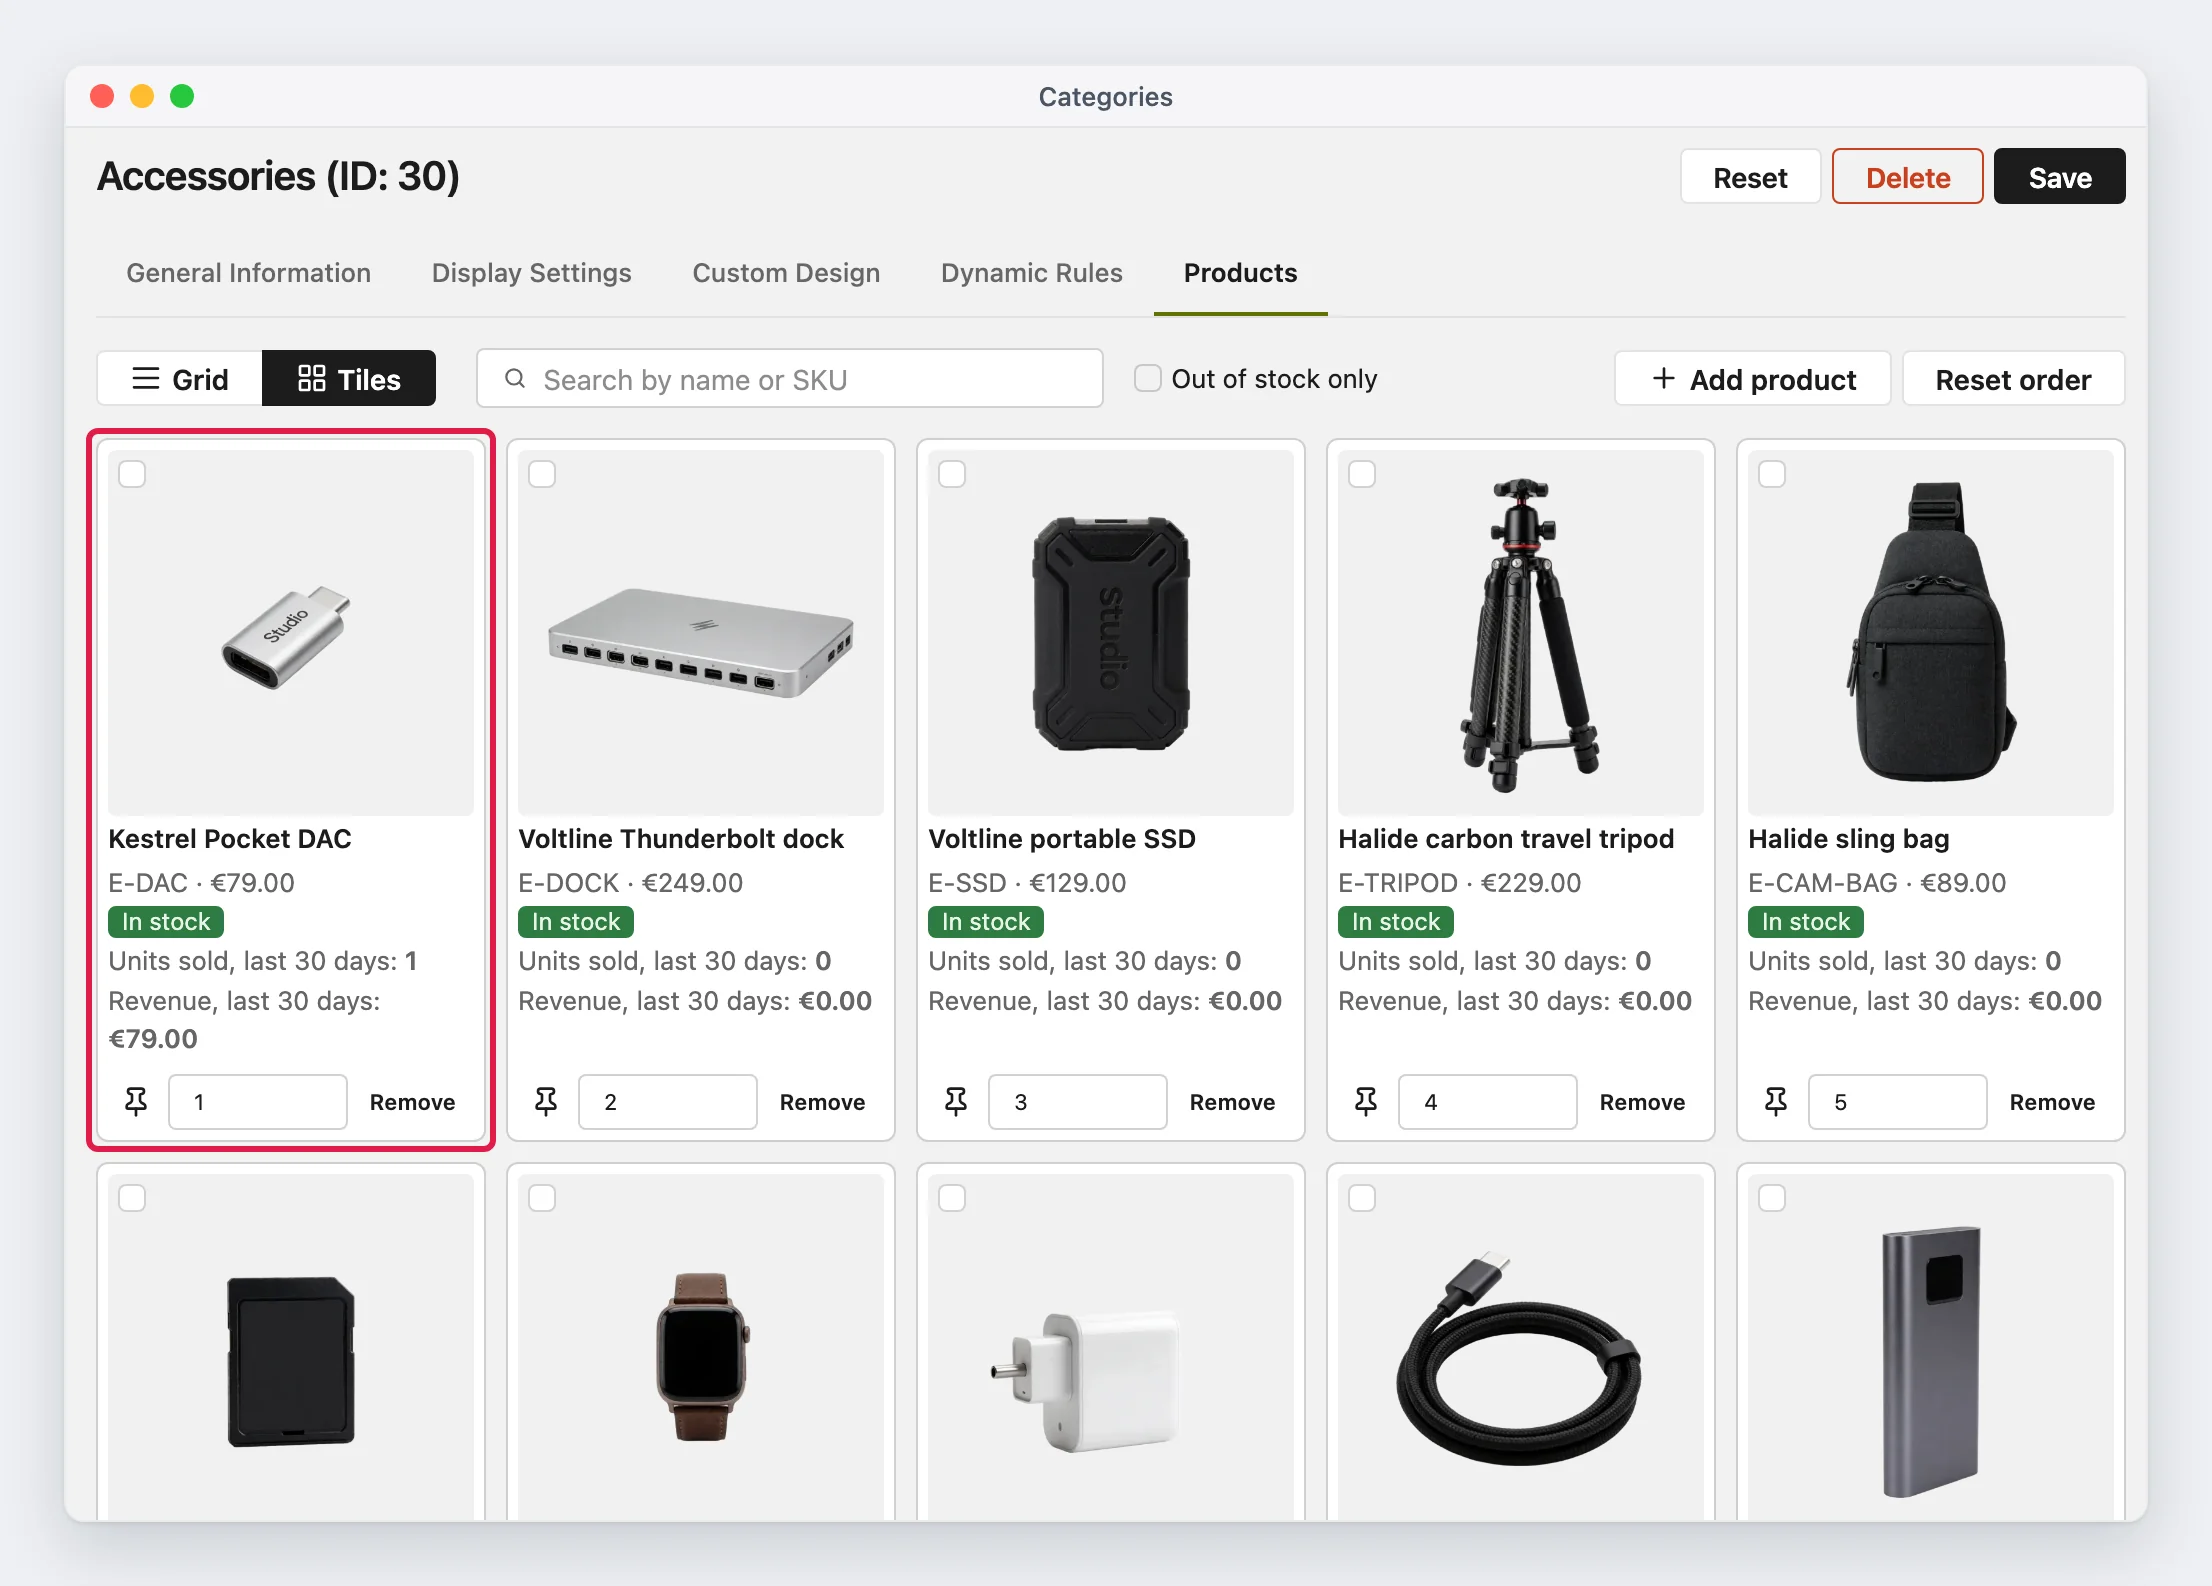 Categories
Accessories (ID: 30)
Reset
Delete
Save
General Information
Display Settings
Custom Design
Dynamic Rules
Products
Grid
Tiles
Search by name or SKU
Out of stock only
Add product
Reset order
Studio
studio
Kestrel Pocket DAC
E-DAC · €79.00
In stock
Units sold, last 30 days: 1
Revenue, last 30 days:
€79.00
1
Remove
Voltline Thunderbolt dock
E-DOCK · €249.00
In stock
Units sold, last 30 days: 0
Revenue, last 30 days: €0.00
2
Remove
Voltline portable SSD
E-SSD · €129.00
In stock
Units sold, last 30 days: 0
Revenue, last 30 days: €0.00
3
Remove
Halide carbon travel tripod
E-TRIPOD · €229.00
In stock
Units sold, last 30 days: 0
Revenue, last 30 days: €0.00
4
Remove
Halide sling bag
E-CAM-BAG · €89.00
In stock
Units sold, last 30 days: 0
Revenue, last 30 days: €0.00
5
Remove